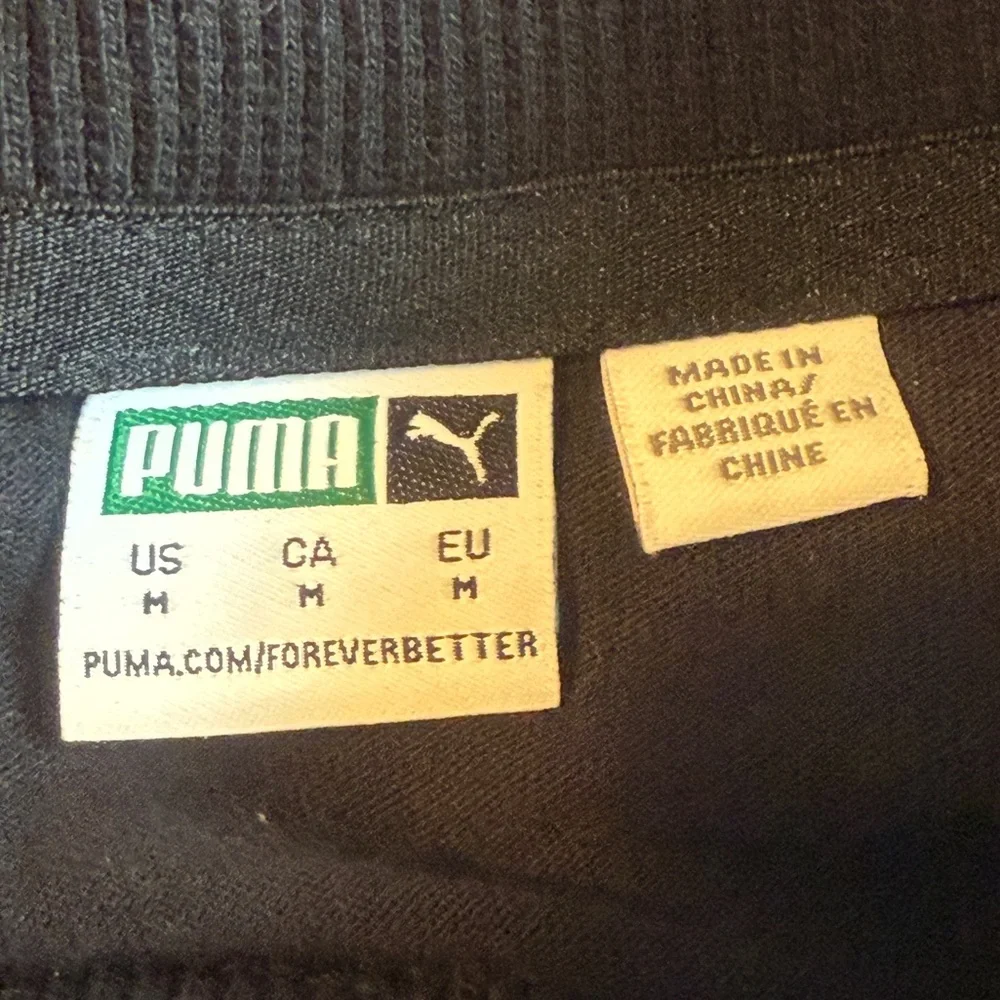 PUMA
US CA EU
M M M
PUMA.COM/FOREVERBETTER
MADE IN
CHINA/
FABRIQUÉ EN
CHINE